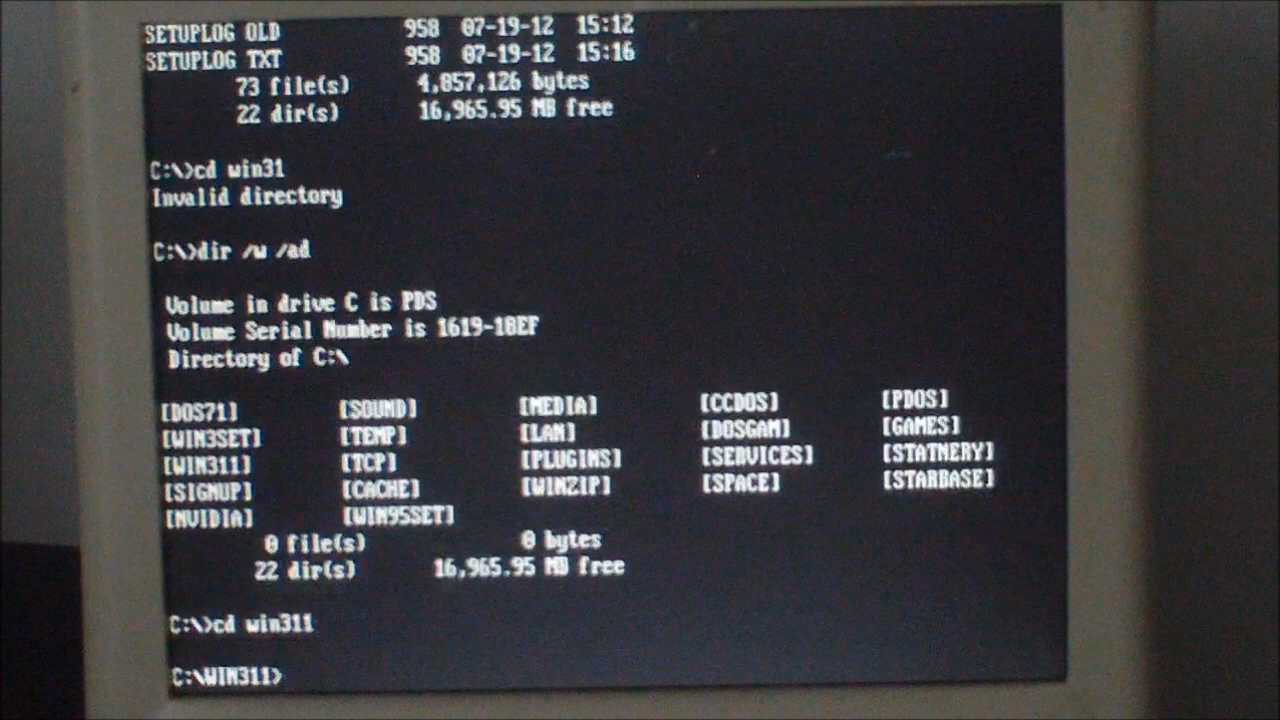 SETUPLOG OLD 958 07-19-12 15:12
SETUPLOG TXT 958 07-19-12 15:16
73 file(s) 4,857,126 bytes
22 dir(s) 16,965.95 MB free
C:\>cd win31
Invalid directory
C:\>dir /w /ad
Volume in drive C is PDS
Volume Serial Number is 1619-18EF
Directory of C:\
[DOS71] [SOUND] [MEDIA] [CCDOS] [PDOS]
[WIN3SET] [TEMP] [LAN] [DOSGAM] [GAMES]
[WIN311] [TCP] [PLUGINS] [SERVICES] [STATNERY]
[SIGNUP] [CACHE] [WINZIP] [SPACE] [STARBASE]
[NVIDIA] [WIN95SET]
0 file(s) 0 bytes
22 dir(s) 16,965.95 MB free
C:\>cd win311
C:\WIN311>